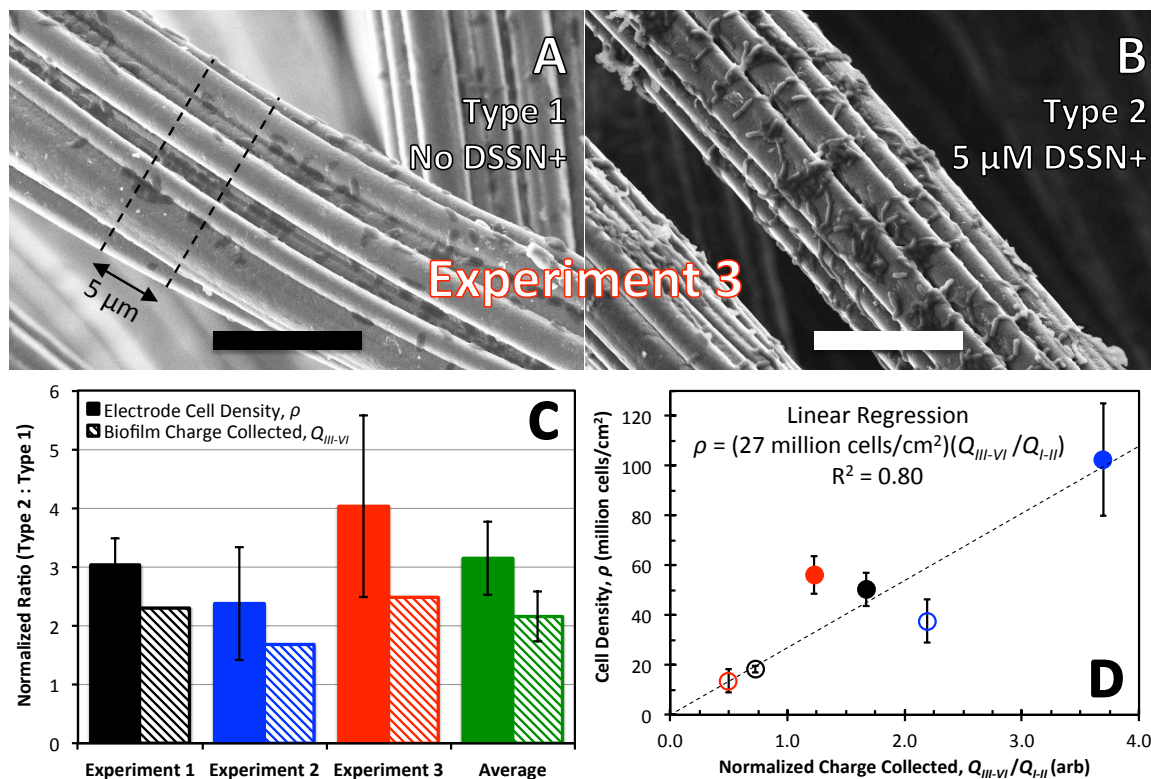 A
Type 1
No DSSN+
5 µm
B
Type 2
5 µM DSSN+
Experiment 3
C
Normalized Ratio (Type 2 : Type 1)
6
5
4
3
2
1
0
Electrode Cell Density, ρ
Biofilm Charge Collected, Q_III-VI
Experiment 1 Experiment 2 Experiment 3 Average
D
Cell Density, ρ (million cells/cm²)
120
100
80
60
40
20
0
Linear Regression
ρ = (27 million cells/cm²)(Q_III-VI /Q_I-II)
R² = 0.80
0.0 1.0 2.0 3.0 4.0
Normalized Charge Collected, Q_III-VI/Q_I-II (arb)